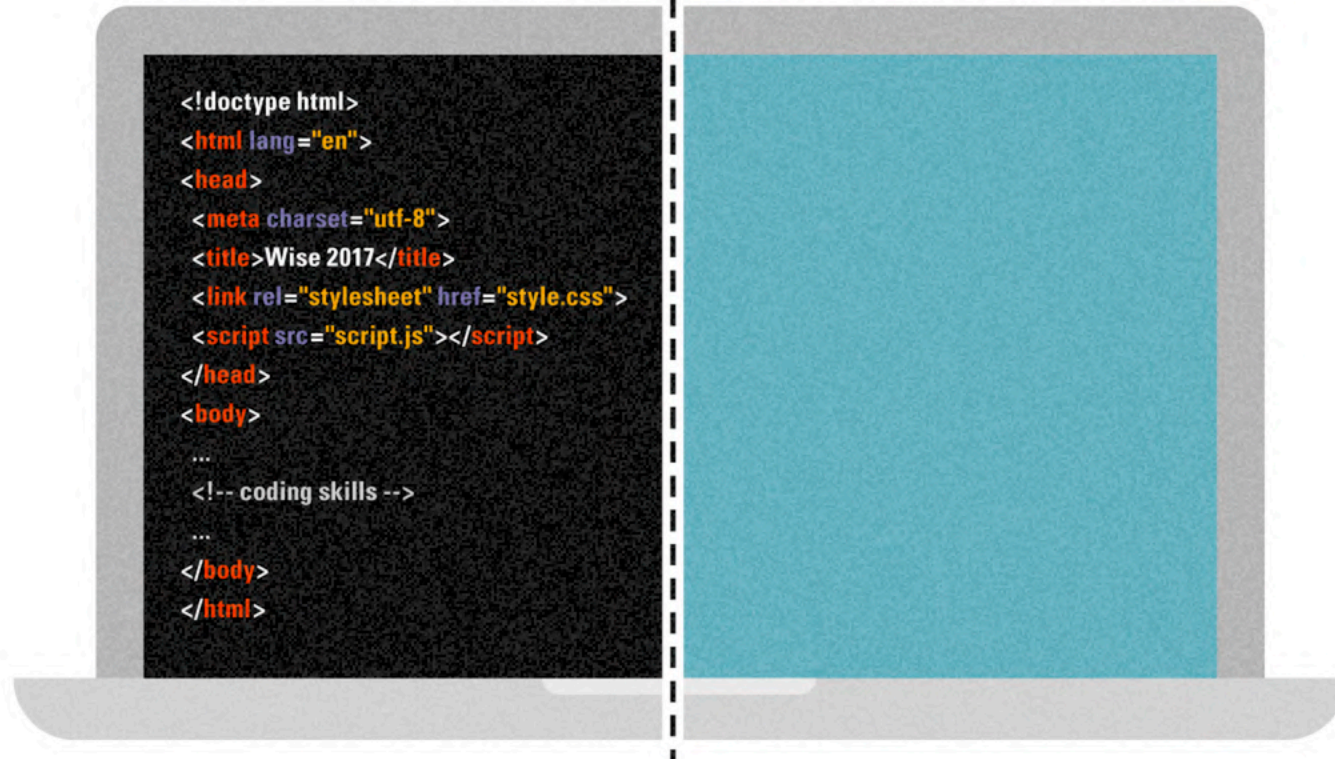 <!doctype html>
<html lang="en">
<head>
<meta charset="utf-8">
<title>Wise 2017</title>
<link rel="stylesheet" href="style.css">
<script src="script.js"></script>
</head>
<body>
...
<!-- coding skills -->
...
</body>
</html>